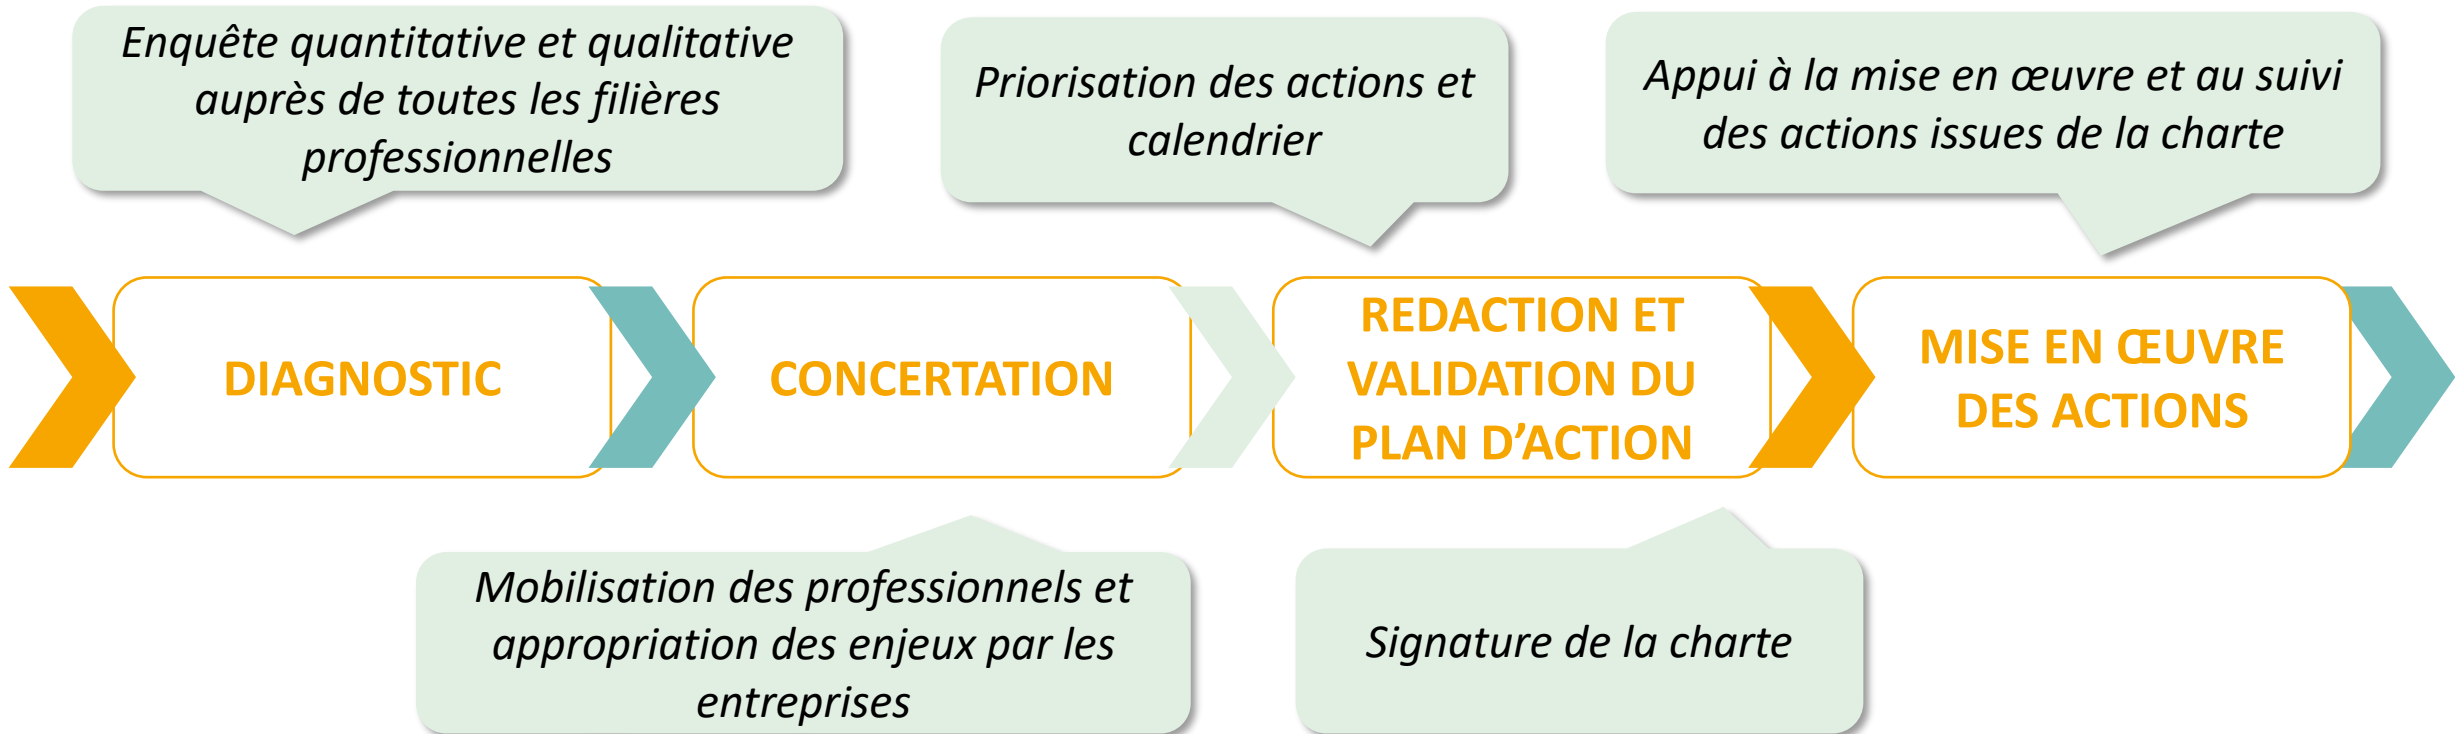 Enquête quantitative et qualitative
auprès de toutes les filières
professionnelles
Priorisation des actions et
calendrier
Appui à la mise en œuvre et au suivi
des actions issues de la charte
DIAGNOSTIC
CONCERTATION
REDACTION ET
VALIDATION DU
PLAN D’ACTION
MISE EN ŒUVRE
DES ACTIONS
Mobilisation des professionnels et
appropriation des enjeux par les
entreprises
Signature de la charte